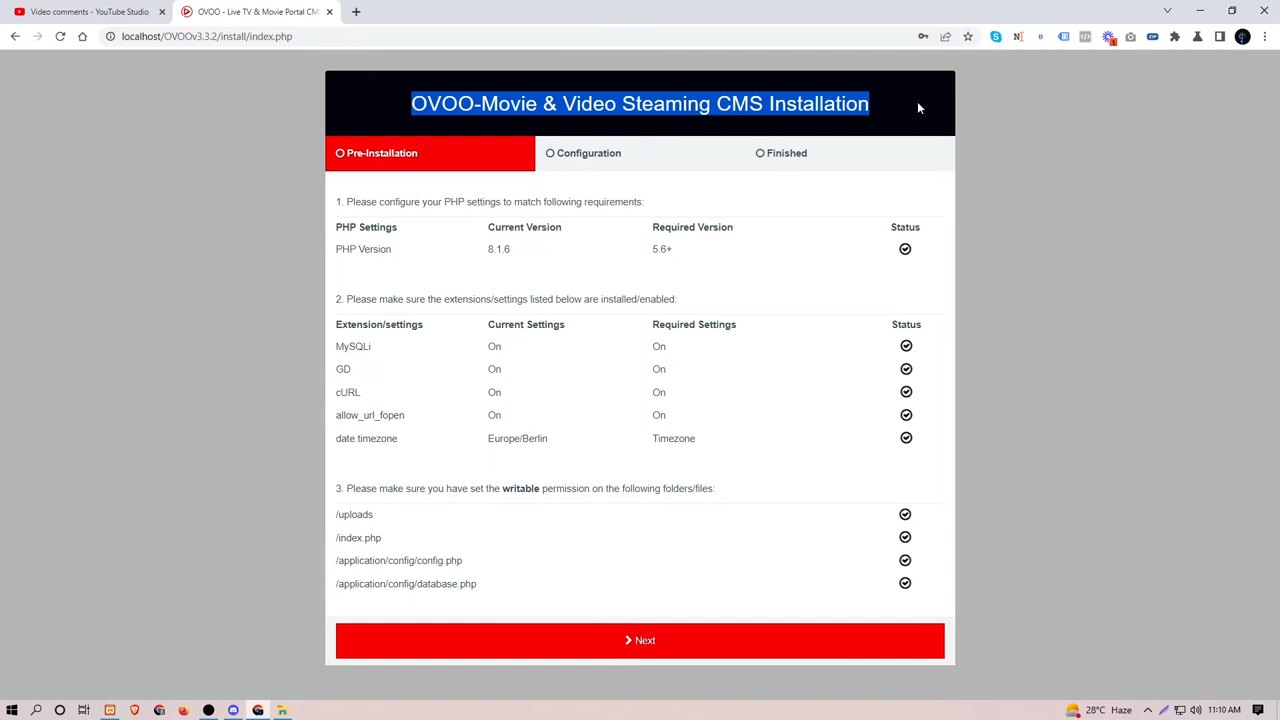 Video comments - YouTube Studio
OVOO - Live TV & Movie Portal CMS
localhost/OVOOv3.3.2/install/index.php
OVOO-Movie & Video Steaming CMS Installation
Pre-Installation Configuration Finished
1. Please configure your PHP settings to match following requirements:
PHP Settings Current Version Required Version Status
PHP Version 8.1.6 5.6+
2. Please make sure the extensions/settings listed below are installed/enabled:
Extension/settings Current Settings Required Settings Status
MySQLi On On
GD On On
cURL On On
allow_url_fopen On On
date.timezone Europe/Berlin Timezone
3. Please make sure you have set the writable permission on the following folders/files:
/uploads
/index.php
/application/config/config.php
/application/config/database.php
Next
28°C Haze 11:10 AM